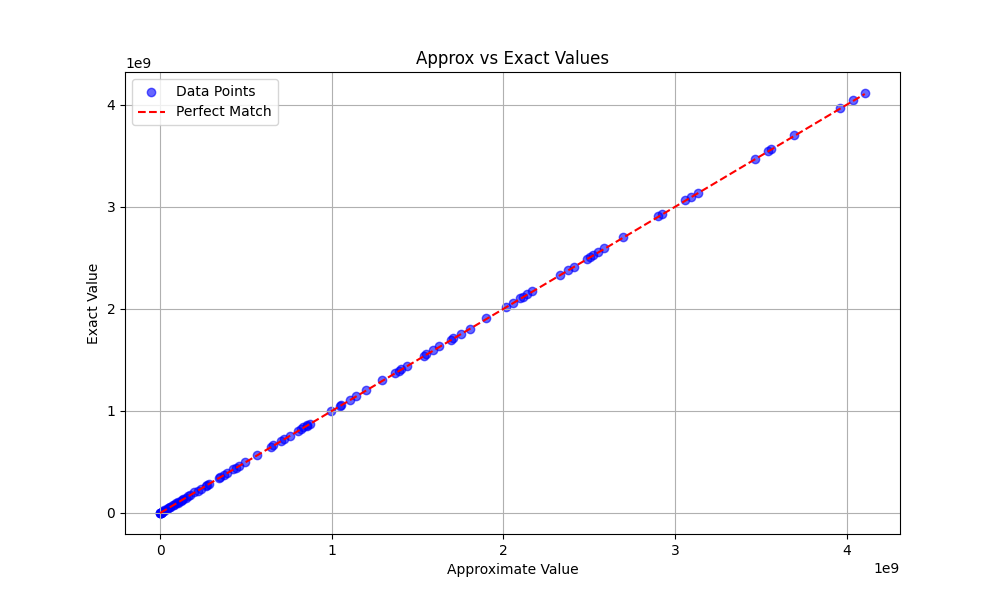 Approx vs Exact Values
1e9
Data Points
Perfect Match
4
3
2
1
0
Exact Value
0 1 2 3 4
1e9
Approximate Value